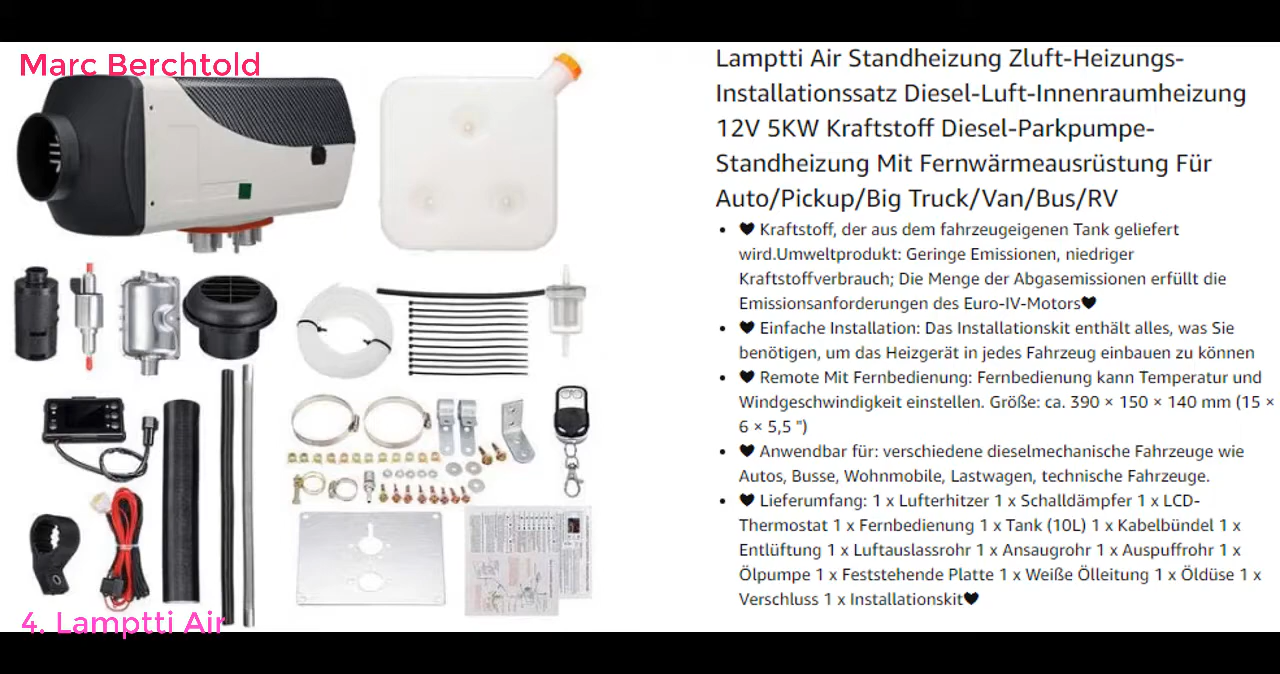 Marc Berchtold
Lamptti Air Standheizung Zluft-Heizungs-
Installationssatz Diesel-Luft-Innenraumheizung
12V 5KW Kraftstoff Diesel-Parkpumpe-
Standheizung Mit Fernwärmeausrüstung Für
Auto/Pickup/Big Truck/Van/Bus/RV
• 🖤 Kraftstoff, der aus dem fahrzeugeigenen Tank geliefert
wird.Umweltprodukt: Geringe Emissionen, niedriger
Kraftstoffverbrauch; Die Menge der Abgasemissionen erfüllt die
Emissionsanforderungen des Euro-IV-Motors🖤
• 🖤 Einfache Installation: Das Installationskit enthält alles, was Sie
benötigen, um das Heizgerät in jedes Fahrzeug einbauen zu können
• 🖤 Remote Mit Fernbedienung: Fernbedienung kann Temperatur und
Windgeschwindigkeit einstellen. Größe: ca. 390 × 150 × 140 mm (15 ×
6 × 5,5 ")
• 🖤 Anwendbar für: verschiedene dieselmechanische Fahrzeuge wie
Autos, Busse, Wohnmobile, Lastwagen, technische Fahrzeuge.
• 🖤 Lieferumfang: 1 x Lufterhitzer 1 x Schalldämpfer 1 x LCD-
Thermostat 1 x Fernbedienung 1 x Tank (10L) 1 x Kabelbündel 1 x
Entlüftung 1 x Luftauslassrohr 1 x Ansaugrohr 1 x Auspuffrohr 1 x
Ölpumpe 1 x Feststehende Platte 1 x Weiße Ölleitung 1 x Öldüse 1 x
Verschluss 1 x Installationskit🖤
4. Lamptti Air